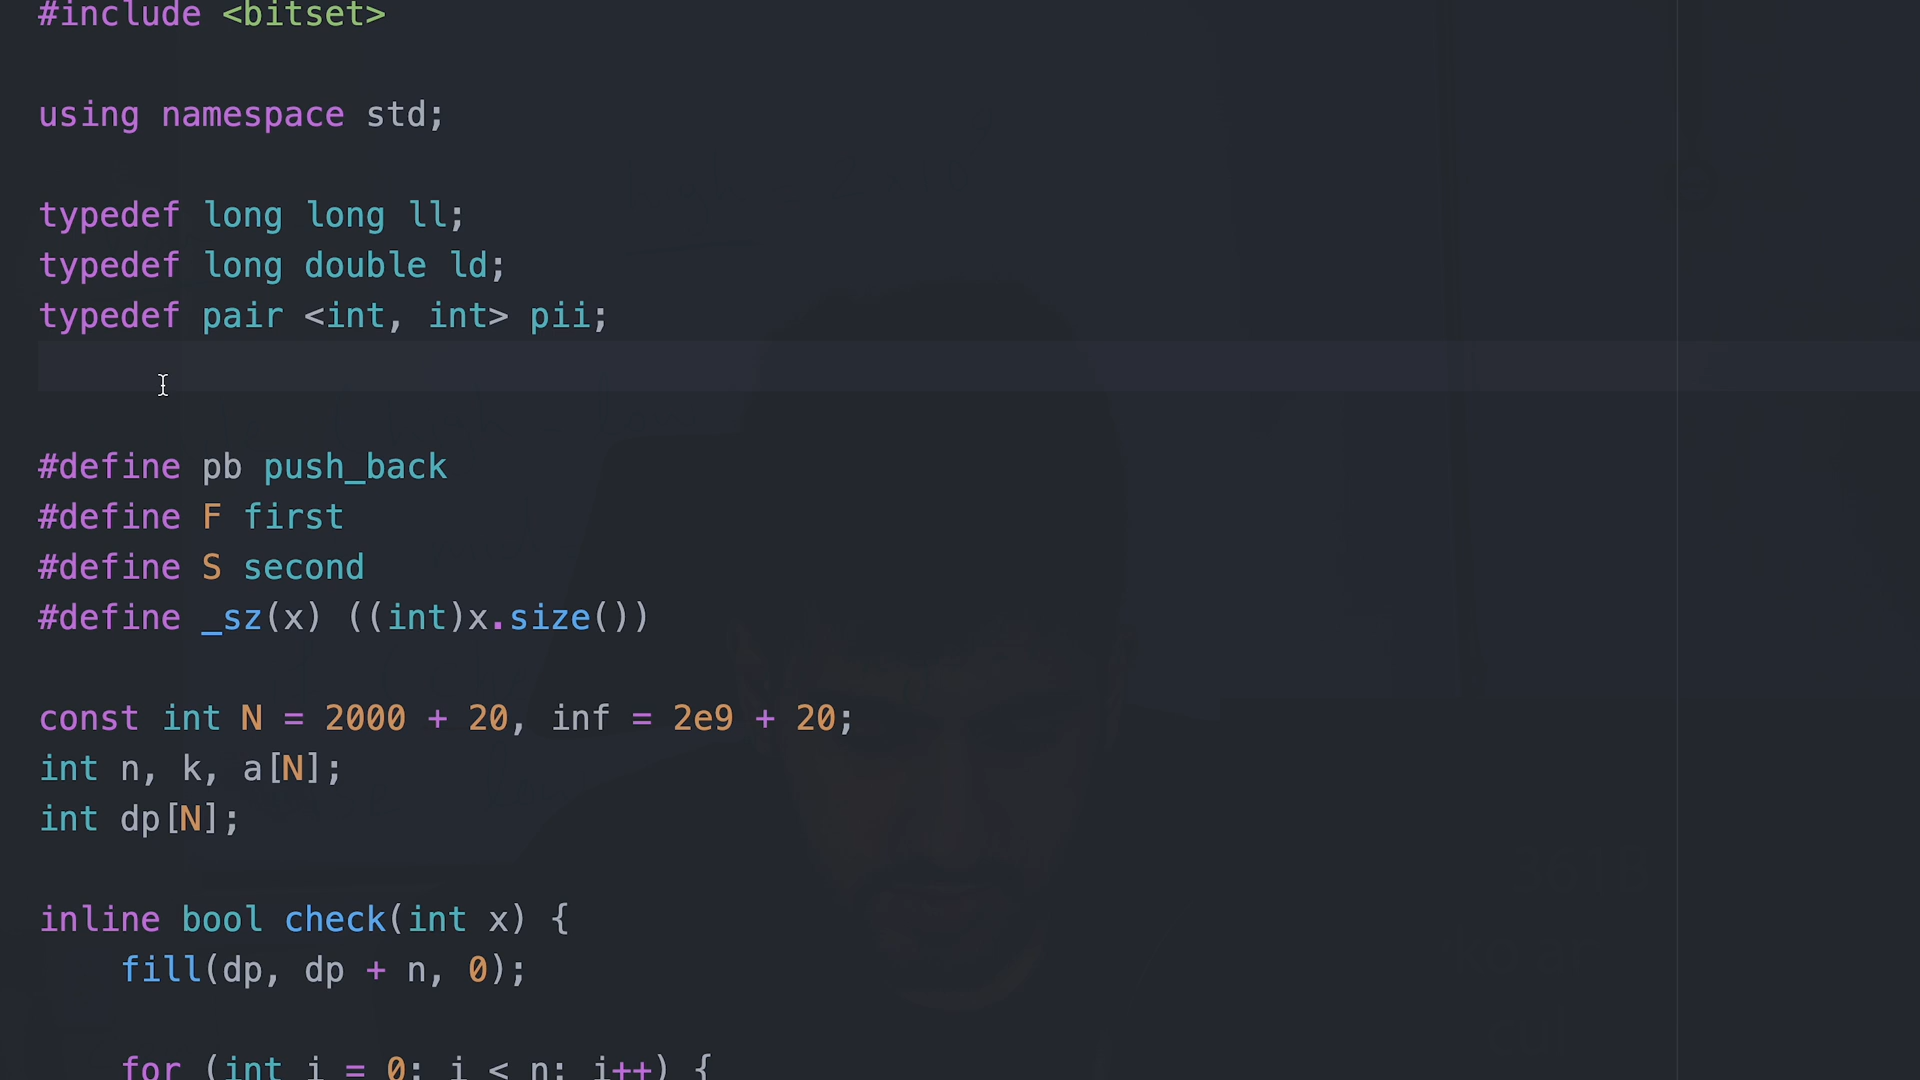 #include <bitset>
using namespace std;
typedef long long ll;
typedef long double ld;
typedef pair <int, int> pii;
#define pb push_back
#define F first
#define S second
#define _sz(x) ((int)x.size())
const int N = 2000 + 20, inf = 2e9 + 20;
int n, k, a[N];
int dp[N];
inline bool check(int x) {
fill(dp, dp + n, 0);
for (int i = 0; i < n; i++) {